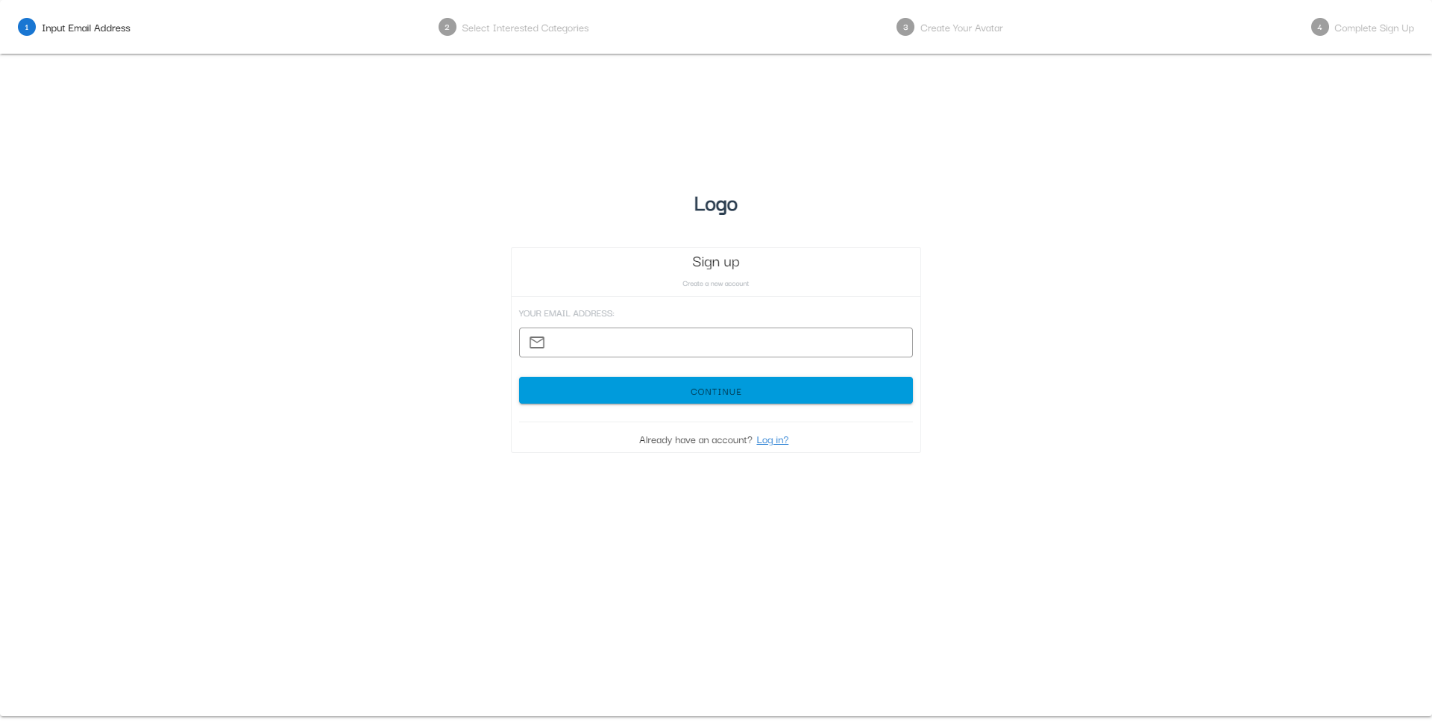 1 Input Email Address
2 Select Interested Categories
3 Create Your Avatar
4 Complete Sign Up
Logo
Sign up
Create a new account
YOUR EMAIL ADDRESS:
CONTINUE
Already have an account? Log in?